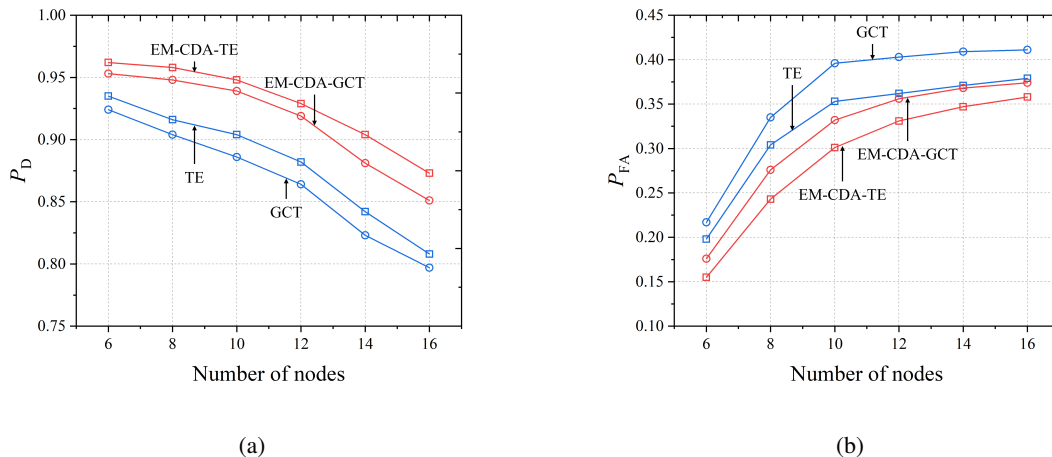 1.00
0.95
0.90
0.85
0.80
0.75
P_D
EM-CDA-TE
EM-CDA-GCT
TE
GCT
6 8 10 12 14 16
Number of nodes
(a)
0.45
0.40
0.35
0.30
0.25
0.20
0.15
0.10
P_FA
GCT
TE
EM-CDA-GCT
EM-CDA-TE
6 8 10 12 14 16
Number of nodes
(b)